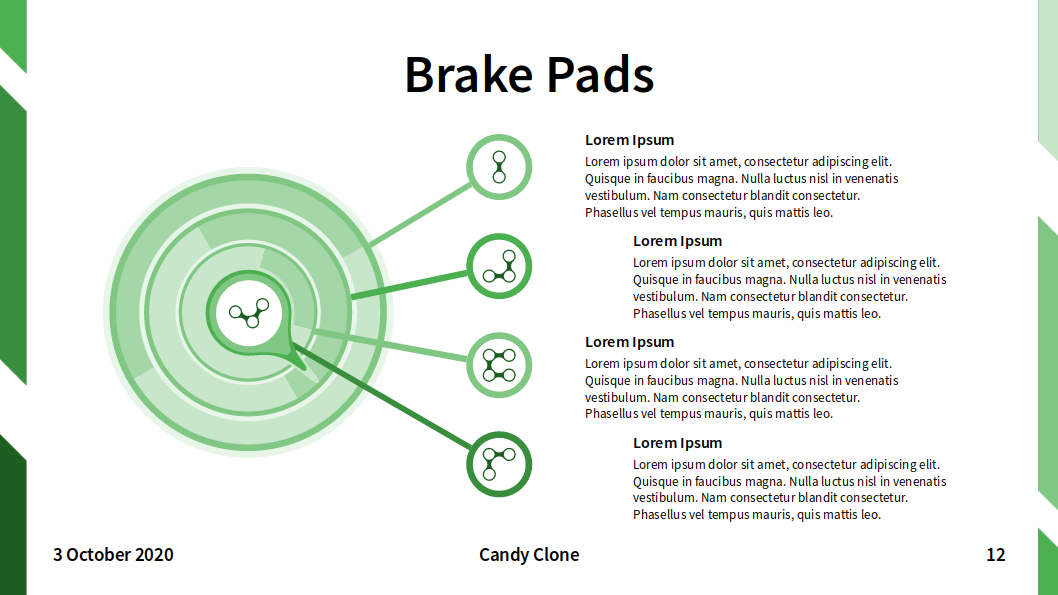 Brake Pads
Lorem Ipsum
Lorem ipsum dolor sit amet, consectetur adipiscing elit.
Quisque in faucibus magna. Nulla luctus nisl in venenatis
vestibulum. Nam consectetur blandit consectetur.
Phasellus vel tempus mauris, quis mattis leo.
Lorem Ipsum
Lorem ipsum dolor sit amet, consectetur adipiscing elit.
Quisque in faucibus magna. Nulla luctus nisl in venenatis
vestibulum. Nam consectetur blandit consectetur.
Phasellus vel tempus mauris, quis mattis leo.
Lorem Ipsum
Lorem ipsum dolor sit amet, consectetur adipiscing elit.
Quisque in faucibus magna. Nulla luctus nisl in venenatis
vestibulum. Nam consectetur blandit consectetur.
Phasellus vel tempus mauris, quis mattis leo.
Lorem Ipsum
Lorem ipsum dolor sit amet, consectetur adipiscing elit.
Quisque in faucibus magna. Nulla luctus nisl in venenatis
vestibulum. Nam consectetur blandit consectetur.
Phasellus vel tempus mauris, quis mattis leo.
3 October 2020
Candy Clone
12